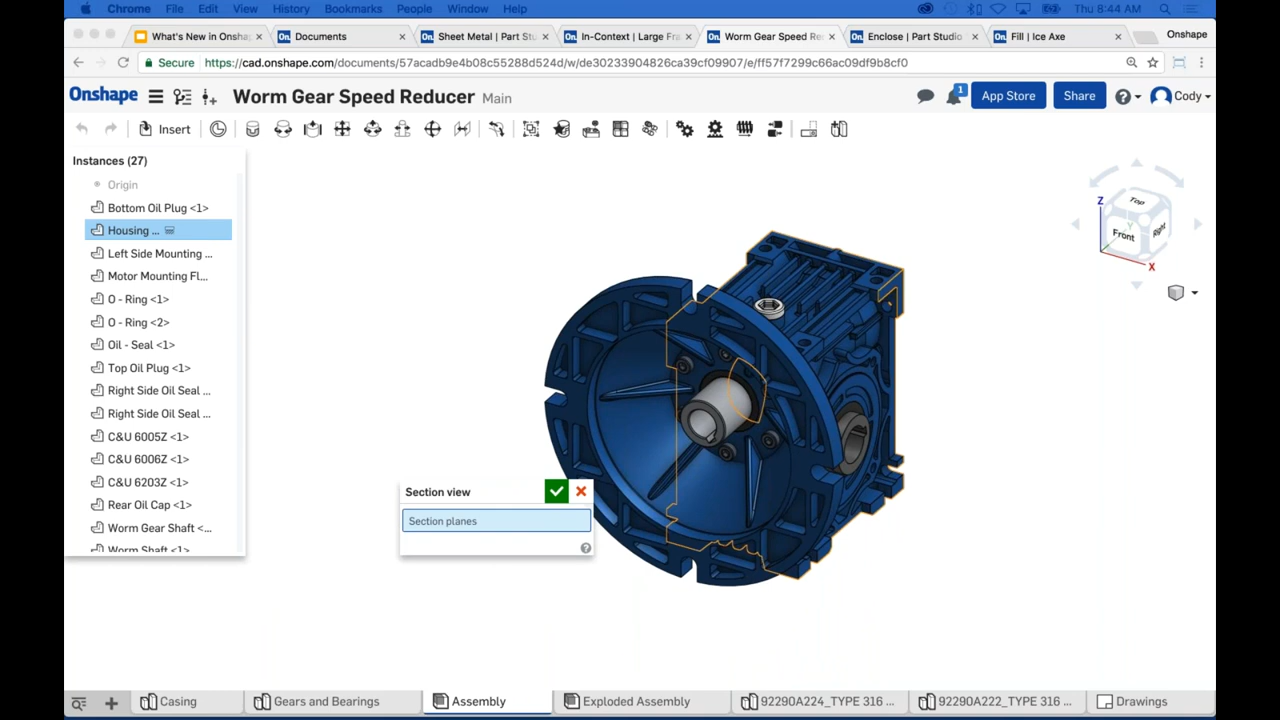 Chrome File Edit View History Bookmarks People Window Help Thu 8:44 AM
What's New in Onsha × Documents × Sheet Metal | Part Stu × In-Context | Large Fra × Worm Gear Speed Re × Enclose | Part Studio × Fill | Ice Axe × Onshape
Secure https://cad.onshape.com/documents/57acadb9e4b08c55288d524d/w/de30233904826ca39cf09907/e/ff57f7299c66ac09df9b8cf0
Onshape Worm Gear Speed Reducer Main 1 App Store Share Cody
Insert
Instances (27)
Origin
Bottom Oil Plug <1>
Housing ...
Left Side Mounting ...
Motor Mounting Fl...
O - Ring <1>
O - Ring <2>
Oil - Seal <1>
Top Oil Plug <1>
Right Side Oil Seal ...
Right Side Oil Seal ...
C&U 6005Z <1>
C&U 6006Z <1>
C&U 6203Z <1>
Rear Oil Cap <1>
Worm Gear Shaft <...
Worm Shaft <1>
Z
Top
Front
Right
Y
X
Section view
Section planes
Casing Gears and Bearings Assembly Exploded Assembly 92290A224_TYPE 316 ... 92290A222_TYPE 316 ... Drawings